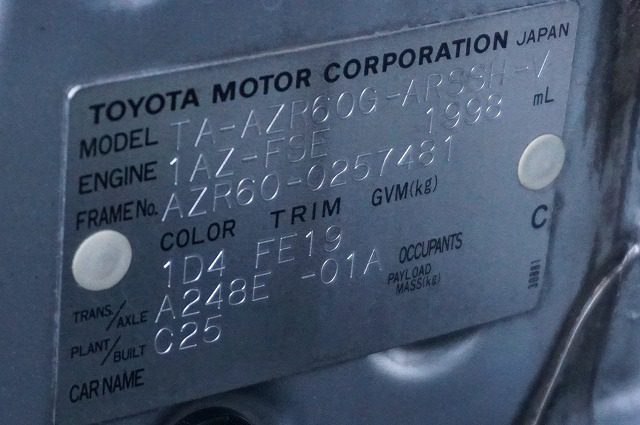 TOYOTA MOTOR CORPORATION JAPAN
MODEL TA-AZR60G-ARSSH-V
ENGINE 1AZ-FSE 1998 mL
FRAME No. AZR60-0257481
COLOR TRIM GVM(kg)
1D4 FE19 C
TRANS./AXLE A248E -01A OCCUPANTS
PAYLOAD MASS(kg)
PLANT/BUILT C25
CAR NAME